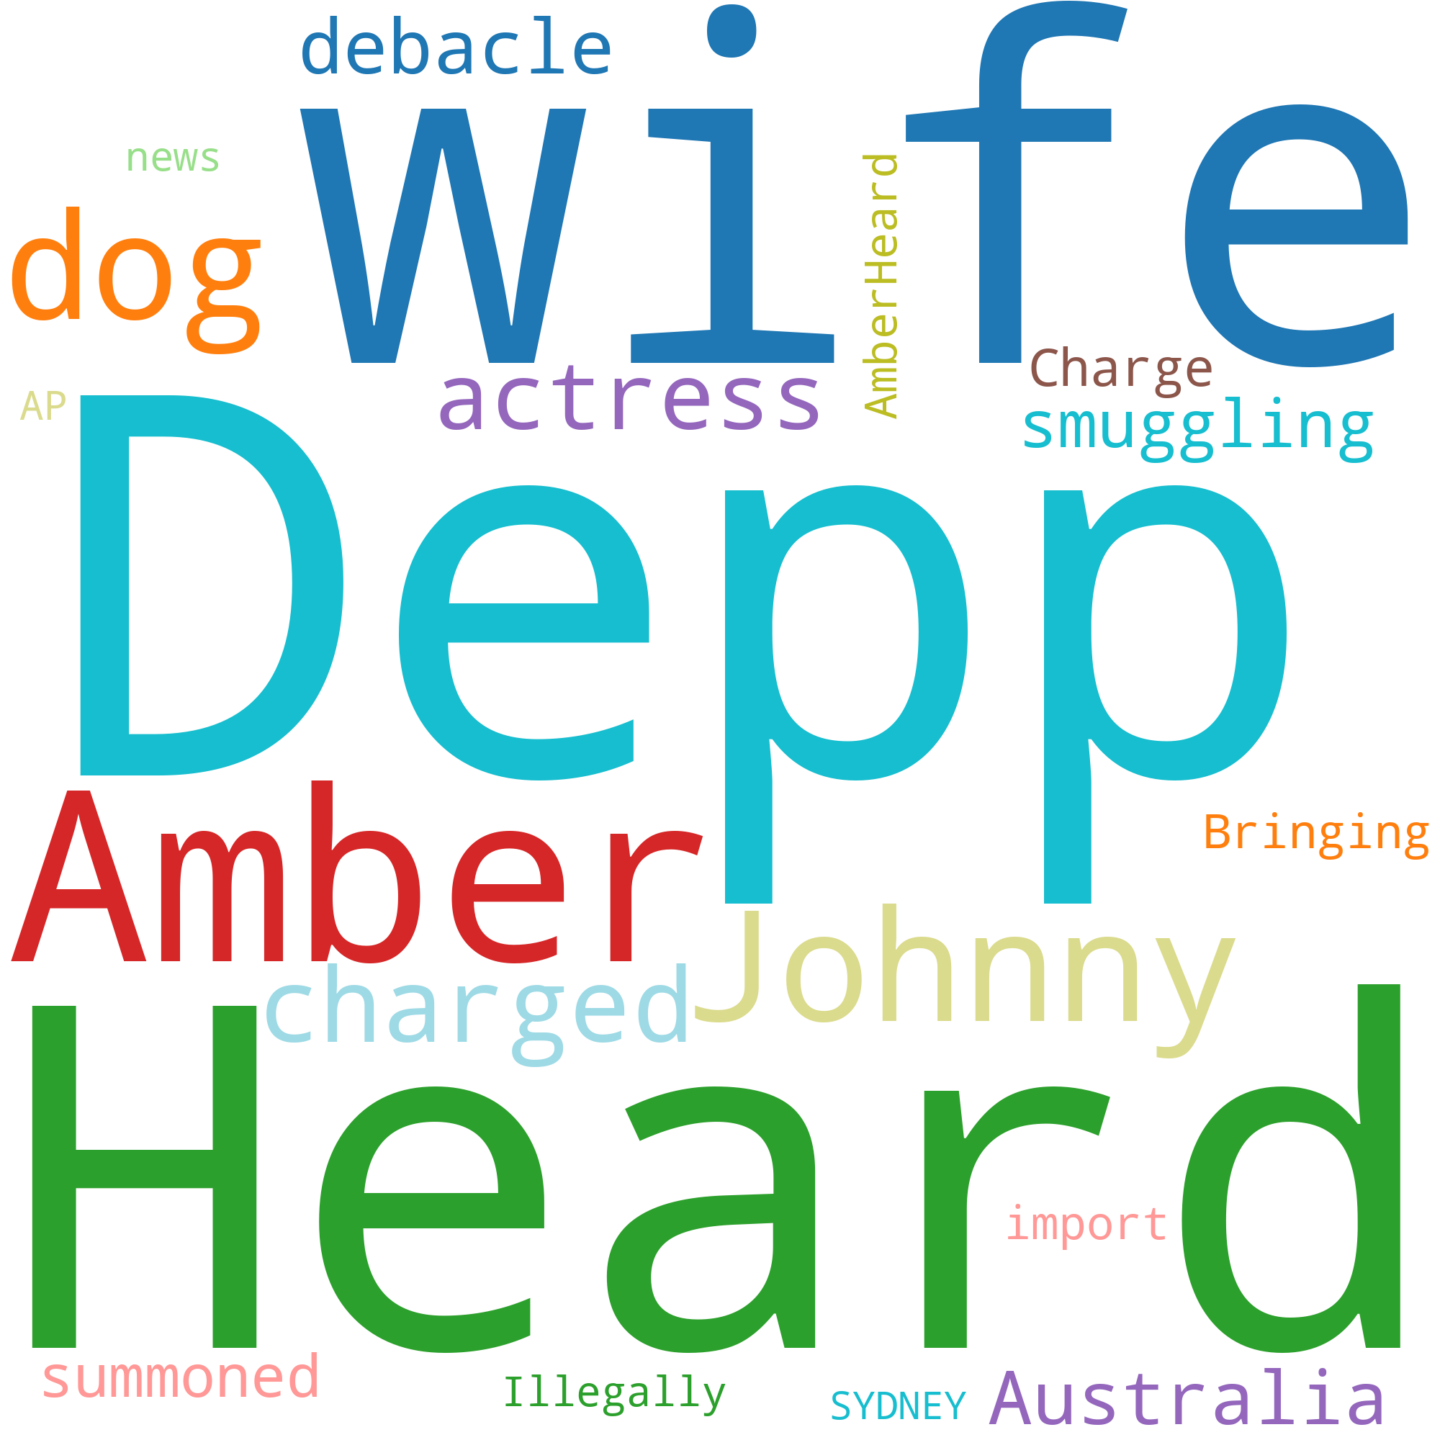 debacle
wife
news
AmberHeard
dog
Charge
actress
AP
smuggling
Depp
Amber
Bringing
Johnny
charged
Heard
import
summoned
Illegally
SYDNEY
Australia